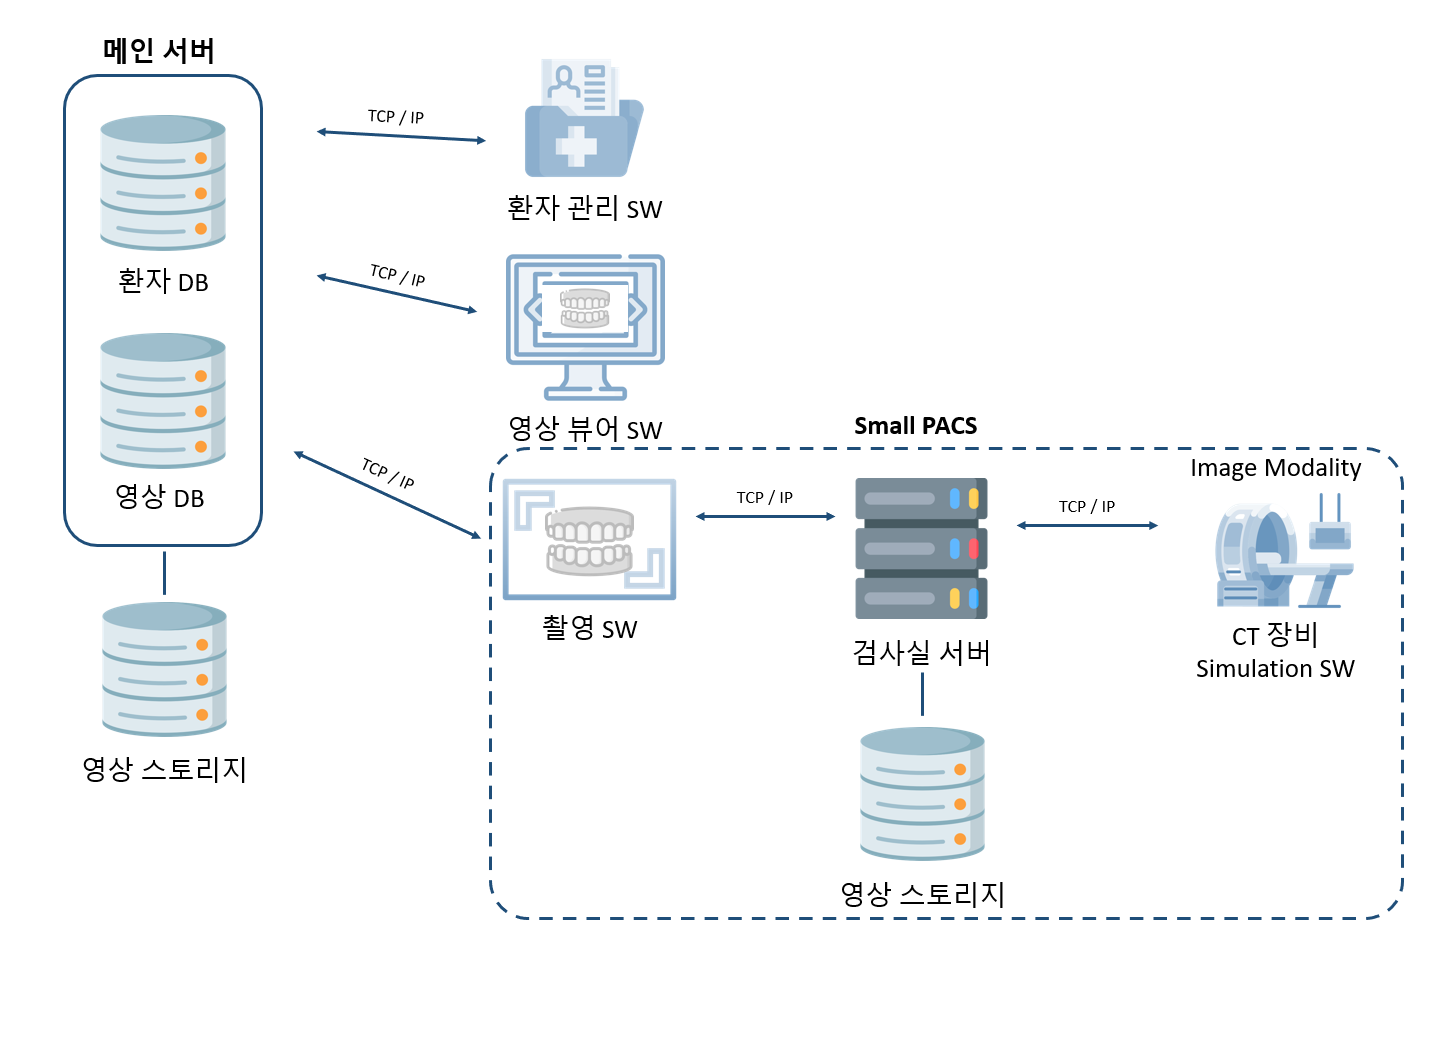 메인 서버
TCP / IP
환자 관리 SW
환자 DB
TCP / IP
영상 뷰어 SW
영상 DB
TCP / IP
Small PACS
Image Modality
TCP / IP
TCP / IP
촬영 SW
검사실 서버
CT 장비
Simulation SW
영상 스토리지
영상 스토리지